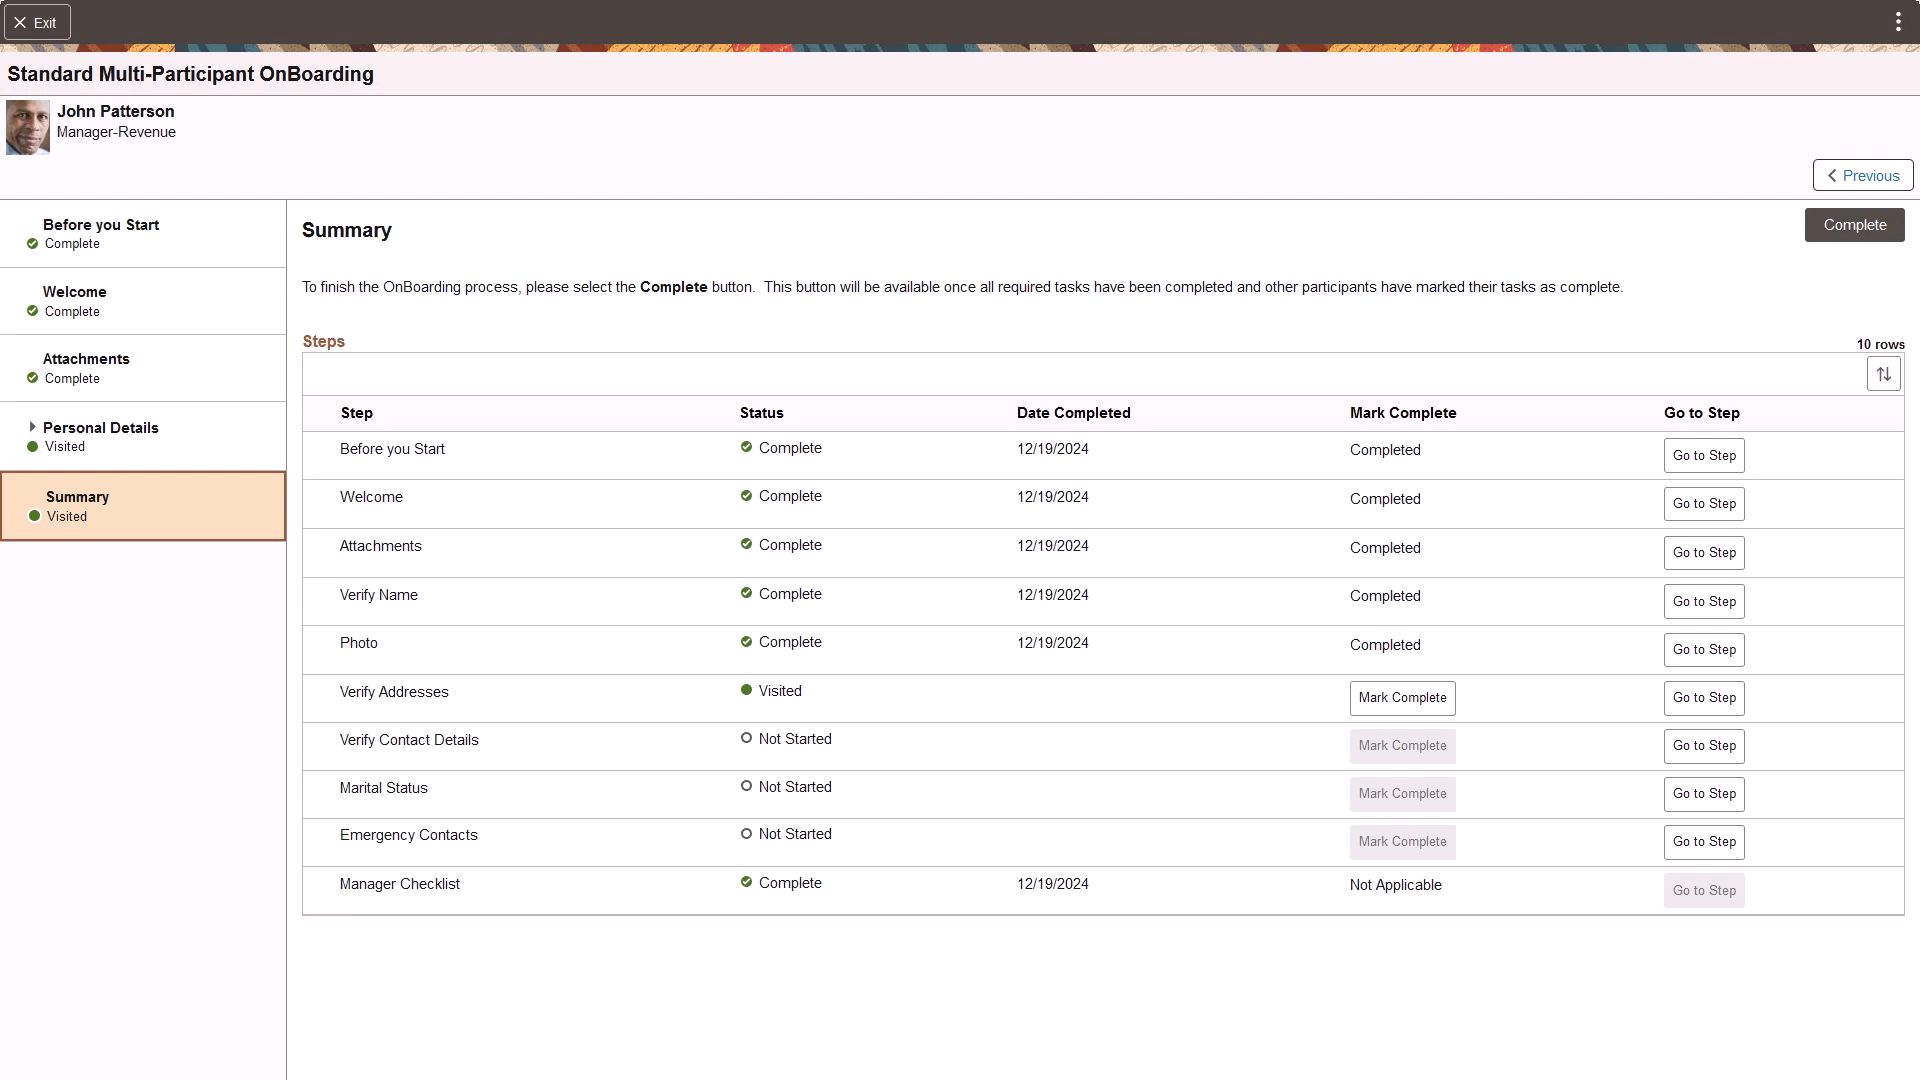 Exit
Standard Multi-Participant OnBoarding
John Patterson
Manager-Revenue
Previous
Before you Start
Complete
Welcome
Complete
Attachments
Complete
Personal Details
Visited
Summary
Visited
Summary
Complete
To finish the OnBoarding process, please select the Complete button.  This button will be available once all required tasks have been completed and other participants have marked their tasks as complete.
Steps
10 rows
Step Status Date Completed Mark Complete Go to Step
Before you Start Complete 12/19/2024 Completed Go to Step
Welcome Complete 12/19/2024 Completed Go to Step
Attachments Complete 12/19/2024 Completed Go to Step
Verify Name Complete 12/19/2024 Completed Go to Step
Photo Complete 12/19/2024 Completed Go to Step
Verify Addresses Visited Mark Complete Go to Step
Verify Contact Details Not Started Mark Complete Go to Step
Marital Status Not Started Mark Complete Go to Step
Emergency Contacts Not Started Mark Complete Go to Step
Manager Checklist Complete 12/19/2024 Not Applicable Go to Step